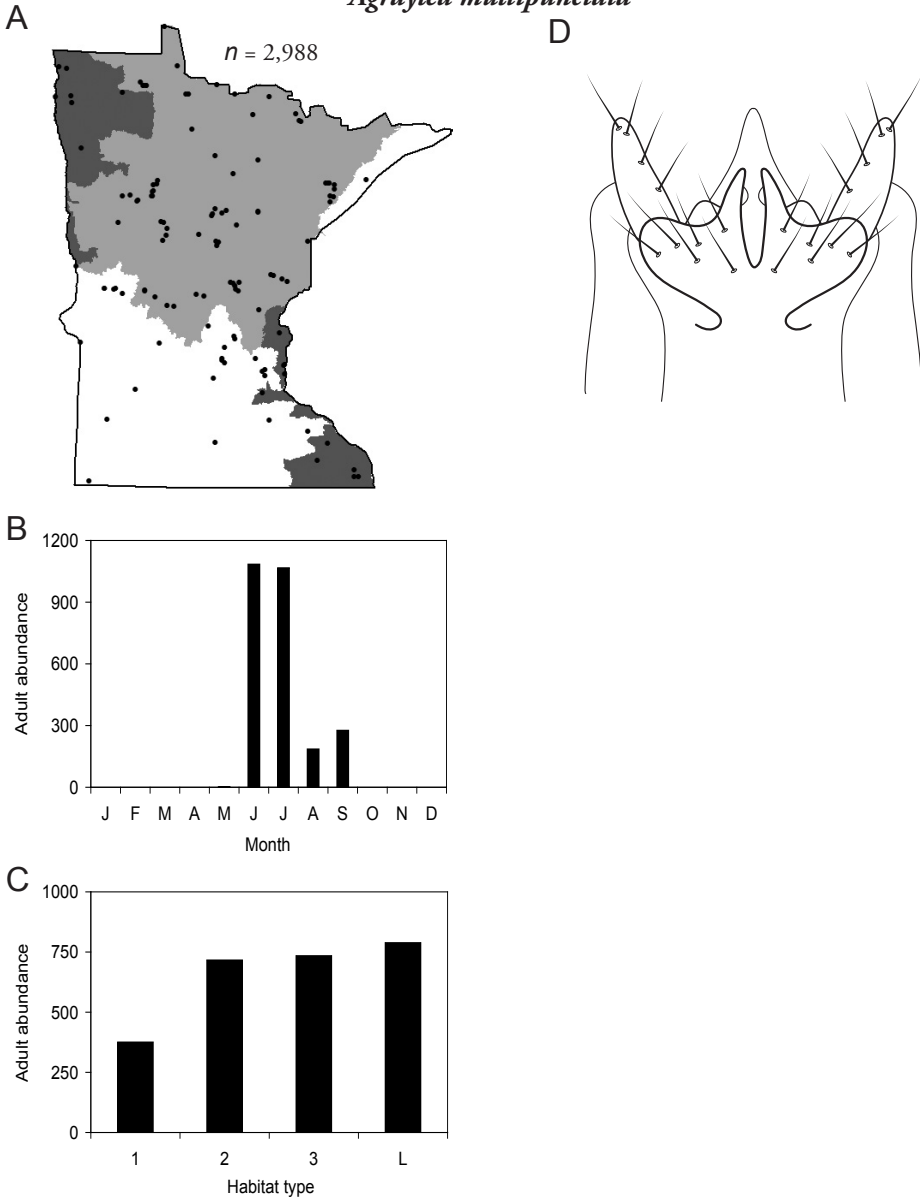 Agraylea multipunctata
A
D
n = 2,988
B
1200
900
600
300
0
Adult abundance
J F M A M J J A S O N D
Month
C
1000
750
500
250
0
Adult abundance
1 2 3 L
Habitat type